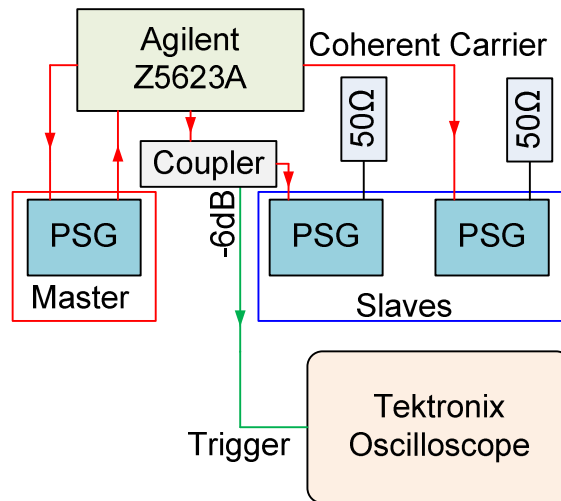 Agilent
Z5623A
Coherent Carrier
50Ω
50Ω
Coupler
-6dB
PSG
PSG
PSG
Master
Slaves
Trigger
Tektronix
Oscilloscope